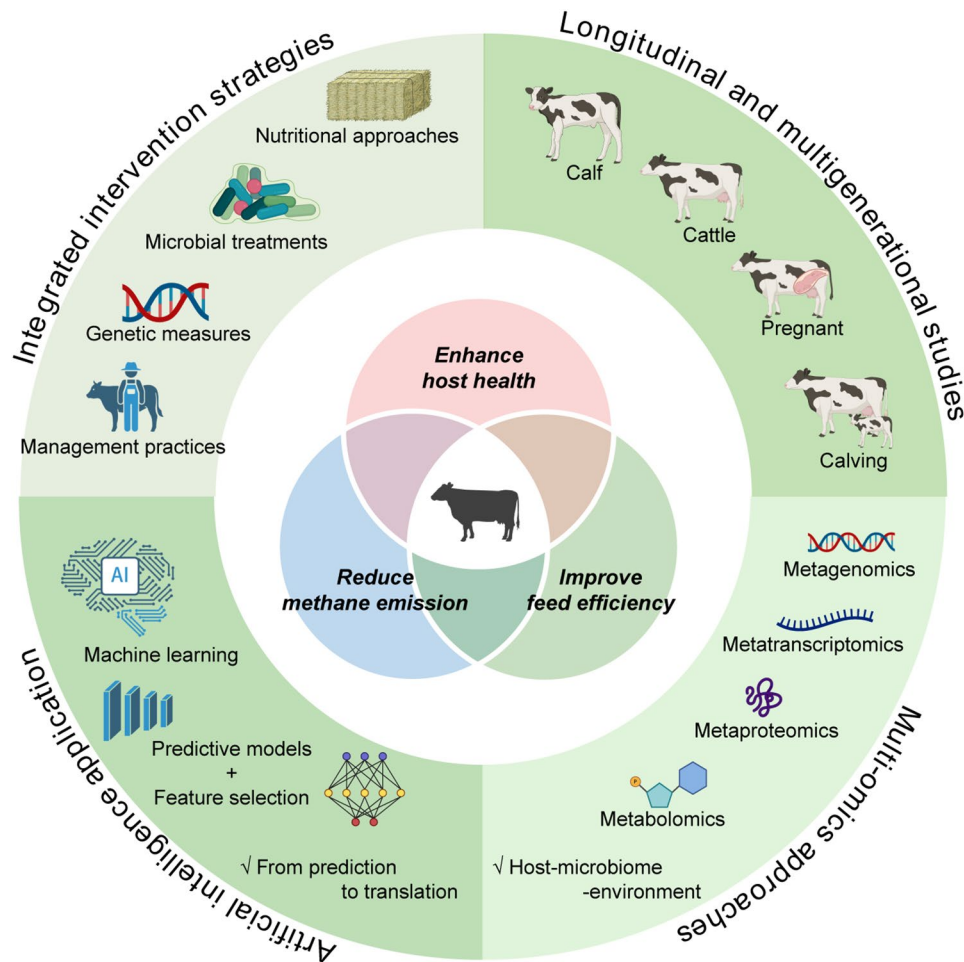 Integrated intervention strategies
Nutritional approaches
Microbial treatments
Genetic measures
Management practices
Longitudinal and multigenerational studies
Calf
Cattle
Pregnant
Calving
Enhance
host health
Reduce
methane emission
Improve
feed efficiency
Artificial intelligence application
AI
Machine learning
Predictive models
+
Feature selection
√ From prediction
to translation
Multi-omics approaches
Metagenomics
Metatranscriptomics
Metaproteomics
P
Metabolomics
√ Host-microbiome
-environment